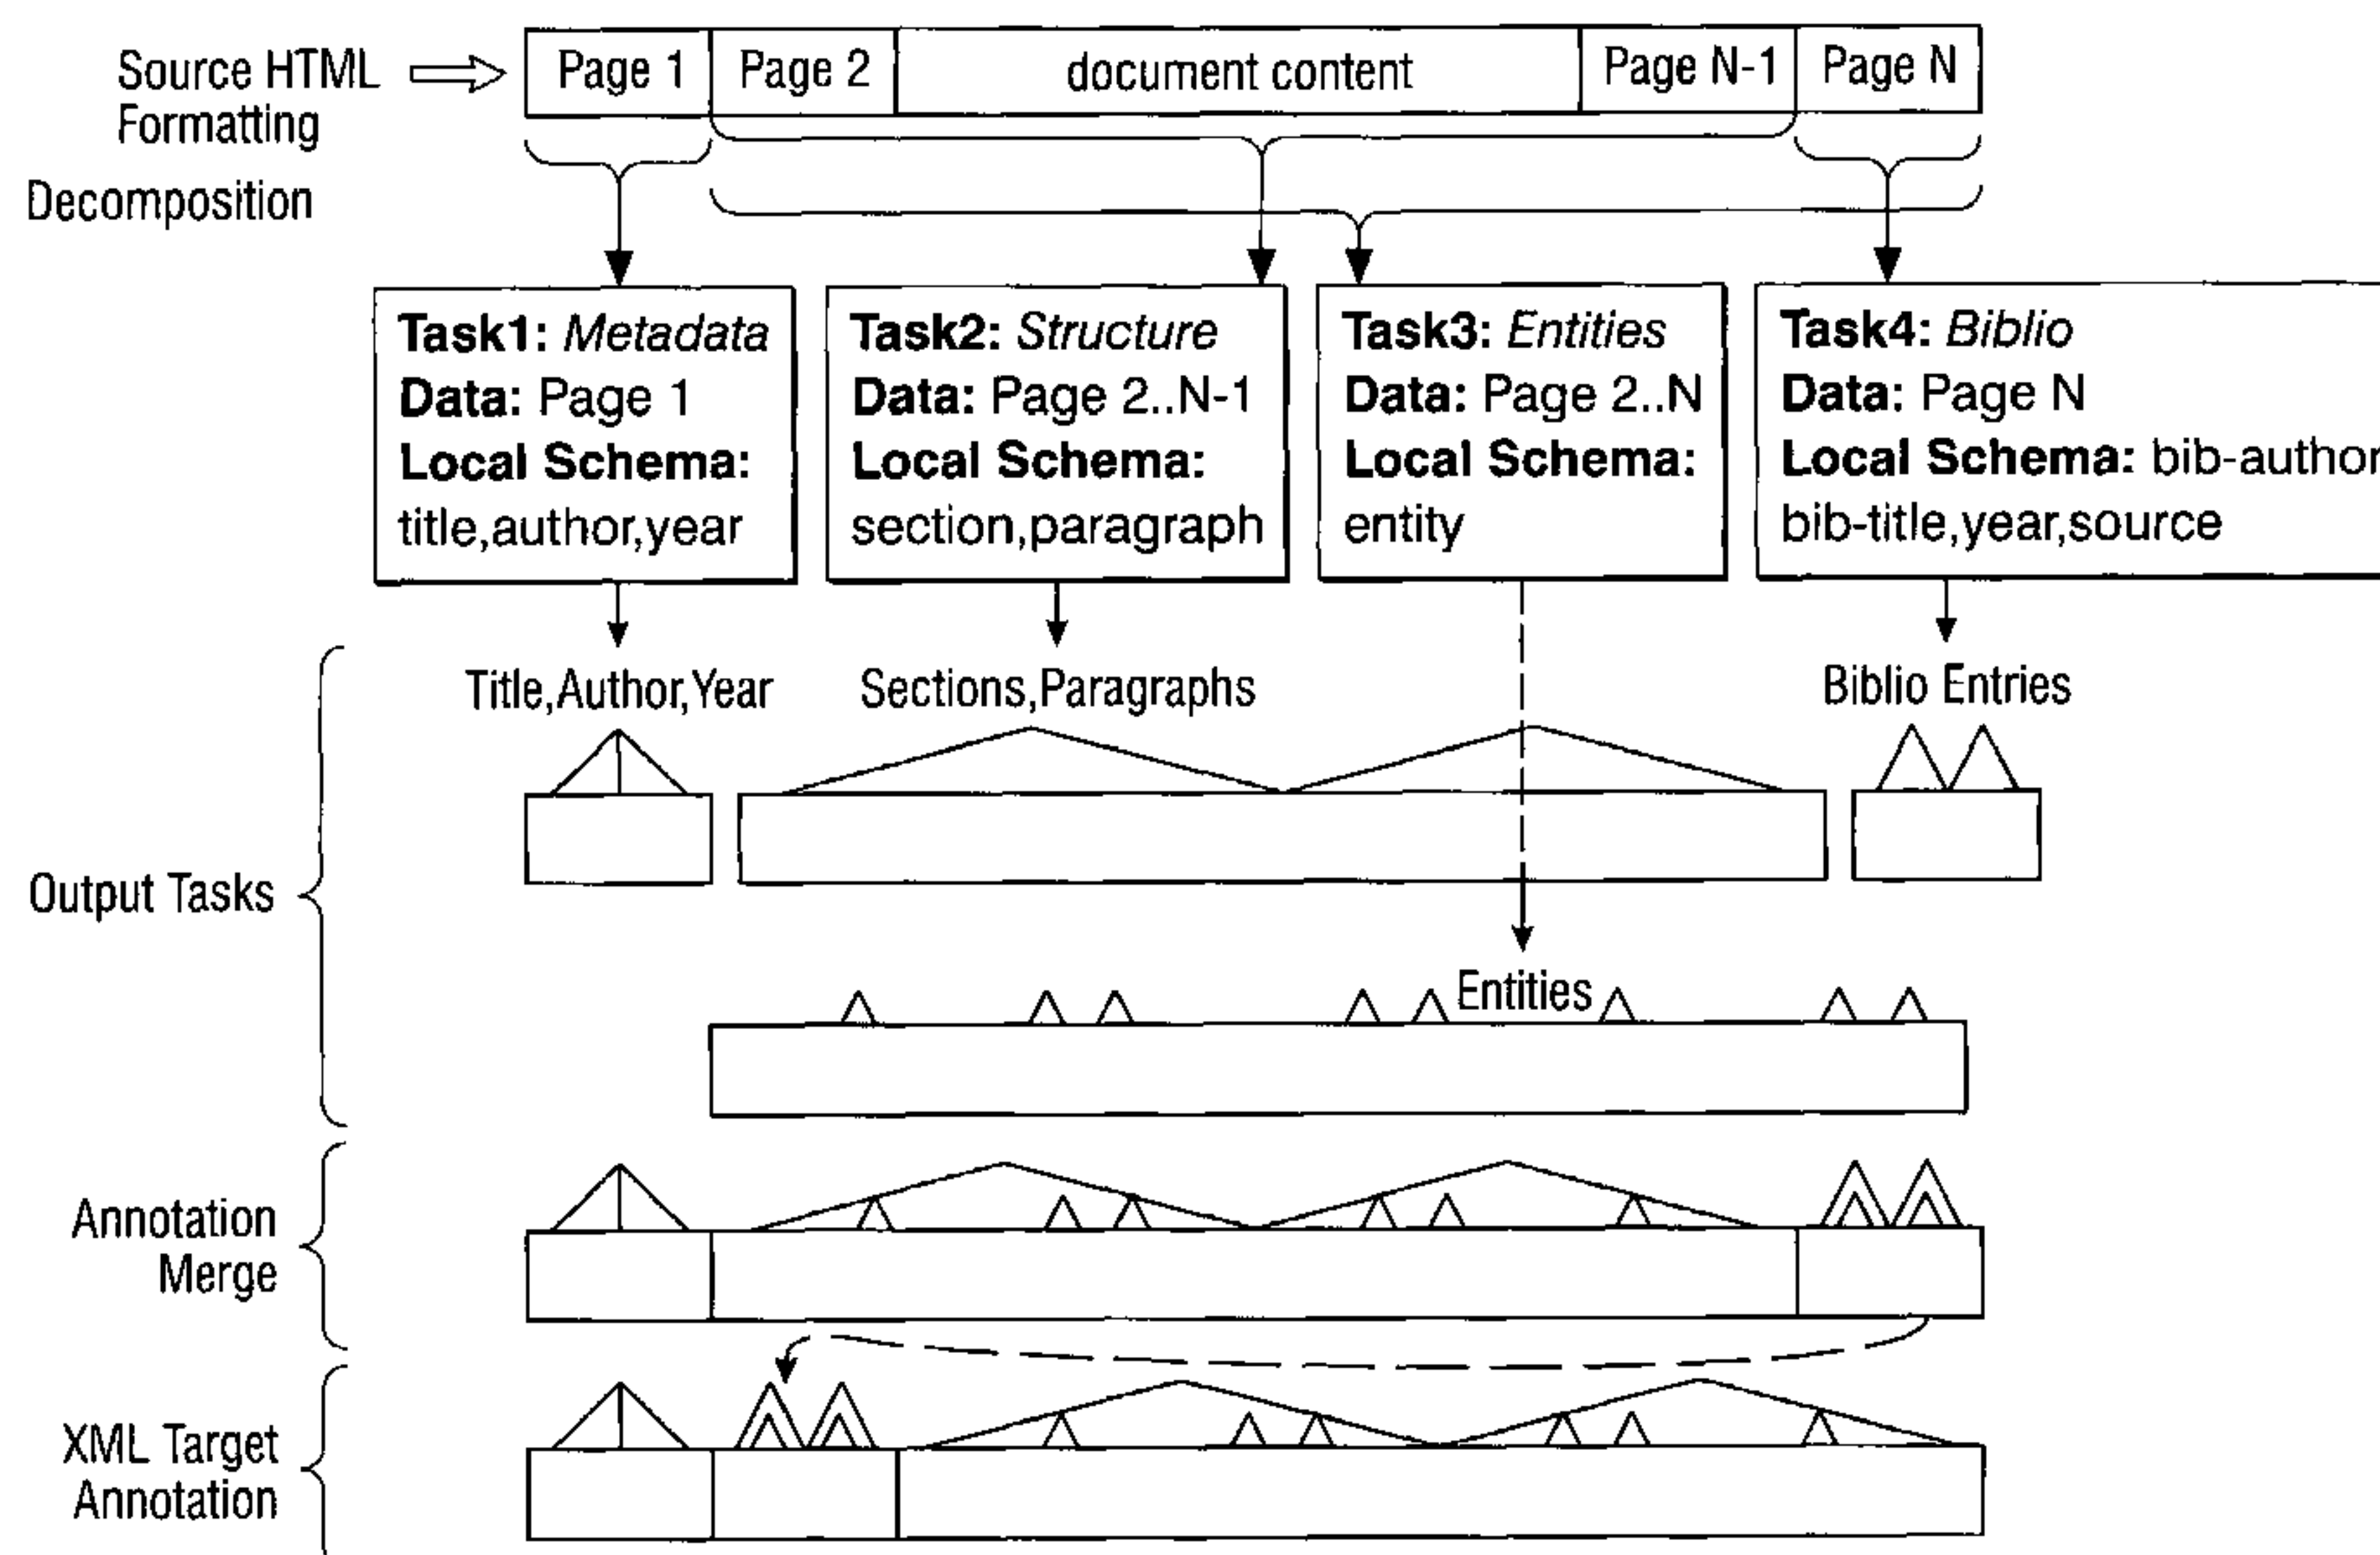 Source HTML
Formatting
Page 1
Page 2
document content
Page N-1
Page N
Decomposition
Task1: Metadata
Data: Page 1
Local Schema:
title,author,year
Task2: Structure
Data: Page 2..N-1
Local Schema:
section,paragraph
Task3: Entities
Data: Page 2..N
Local Schema:
entity
Task4: Biblio
Data: Page N
Local Schema: bib-author
bib-title,year,source
Output Tasks
Title,Author,Year
Sections,Paragraphs
Biblio Entries
Entities
Annotation
Merge
XML Target
Annotation